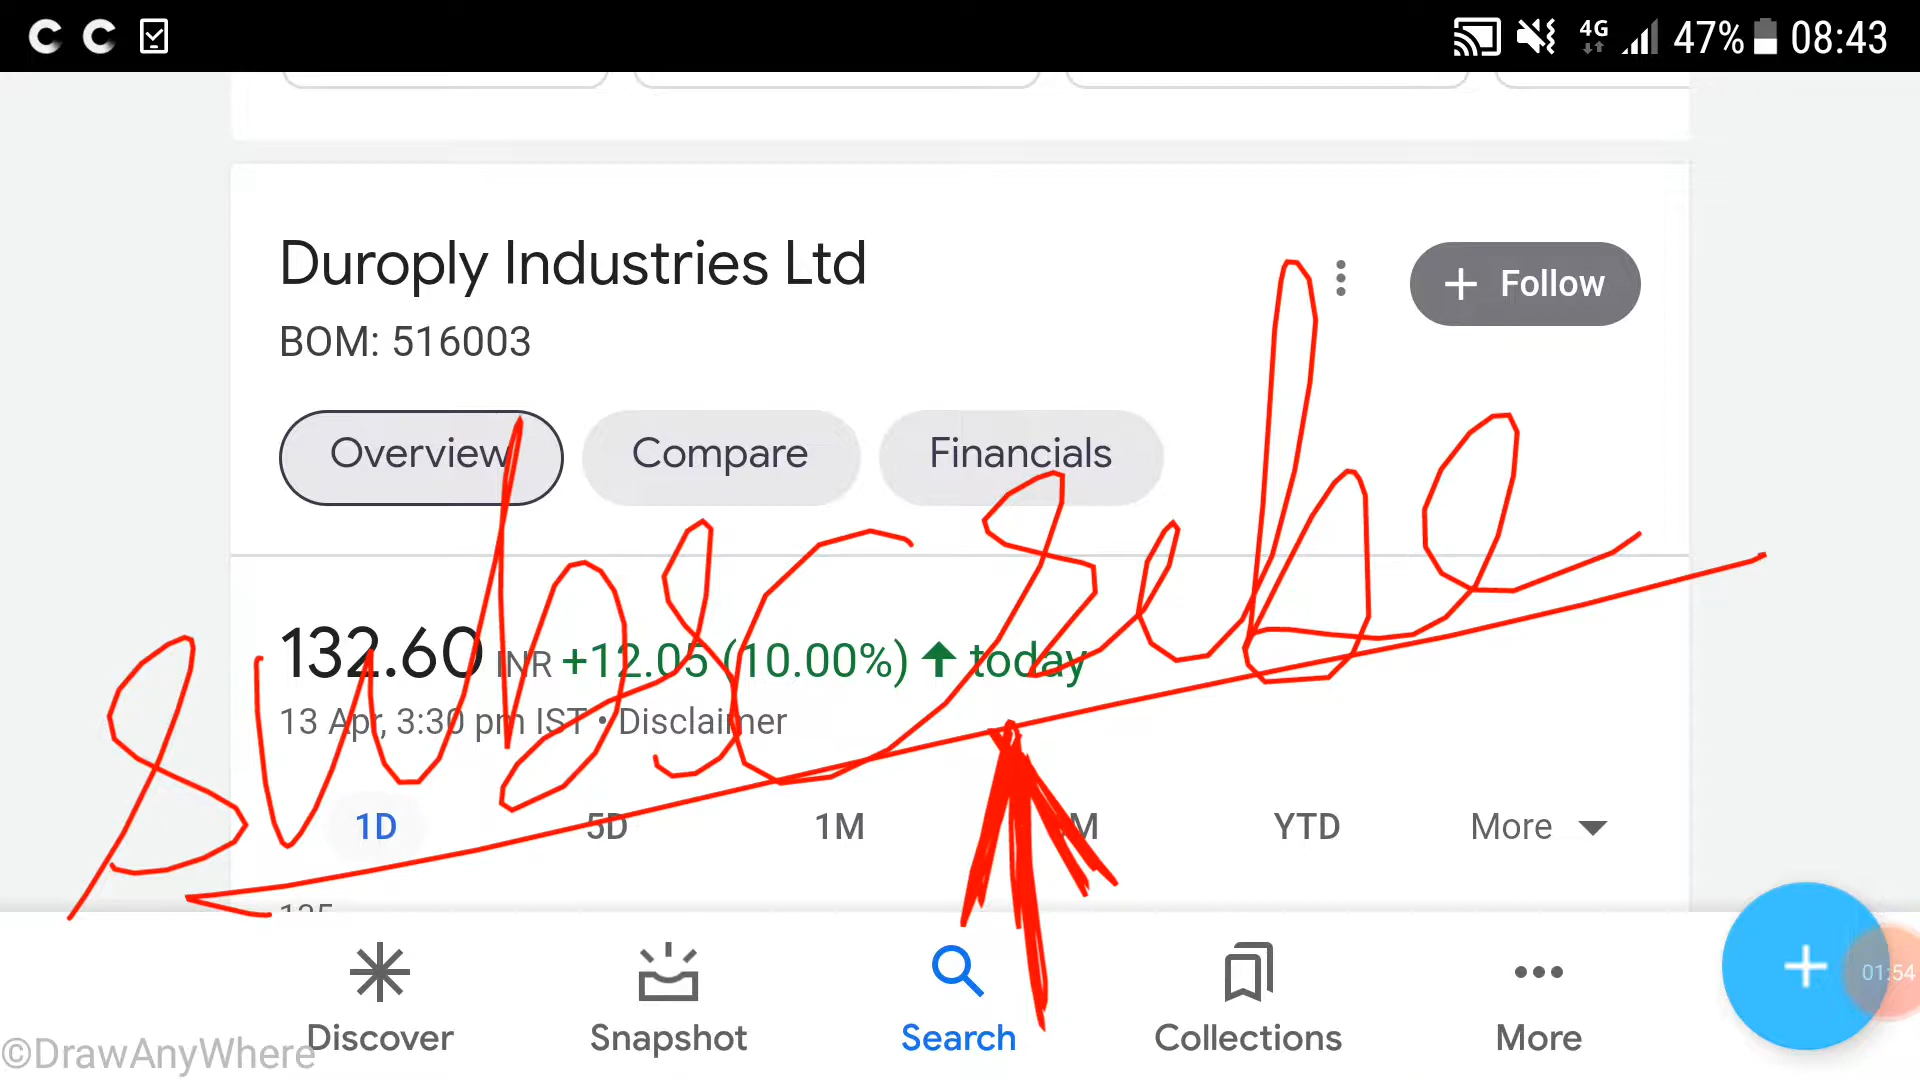 4G 47% 08:43
Duroply Industries Ltd
+ Follow
BOM: 516003
Overview Compare Financials
subscribe
132.60 INR +12.05 (10.00%) ↑ today
13 Apr, 3:30 pm IST • Disclaimer
1D 5D 1M M YTD More
01:54
Discover Snapshot Search Collections More
©DrawAnyWhere